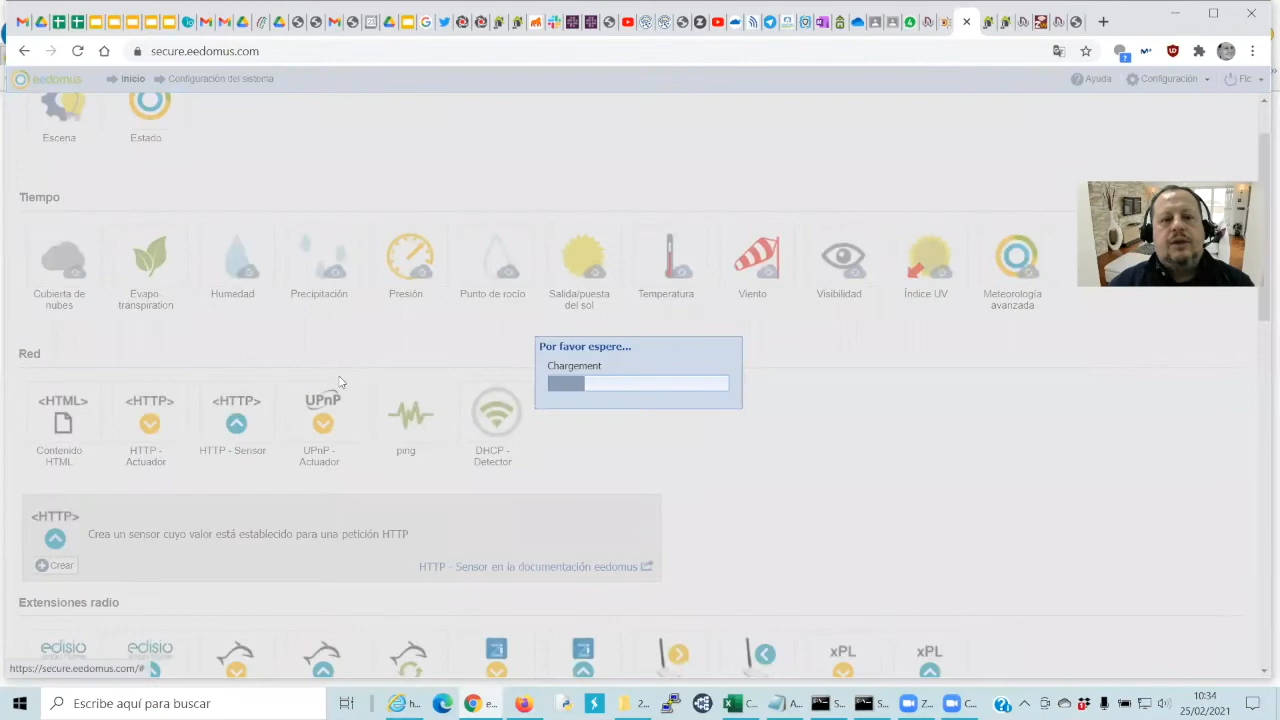 secure.eedomus.com
eedomus
Inicio
Configuración del sistema
Ayuda
Configuración
Flc
Escena
Estado
Tiempo
Cubierta de
nubes
Evapo-
transpiration
Humedad
Precipitación
Presión
Punto de rocío
Salida/puesta
del sol
Temperatura
Viento
Visibilidad
Índice UV
Meteorología
avanzada
Por favor espere...
Chargement
Red
<HTML>
Contenido
HTML
<HTTP>
HTTP -
Actuador
<HTTP>
HTTP - Sensor
UPnP
UPnP -
Actuador
ping
DHCP -
Detector
<HTTP>
Crea un sensor cuyo valor está establecido para una petición HTTP
Crear
HTTP - Sensor en la documentación eedomus
Extensiones radio
edisio
edisio
xPL
xPL
https://secure.eedomus.com/#
Escribe aquí para buscar
10:34
25/02/2021